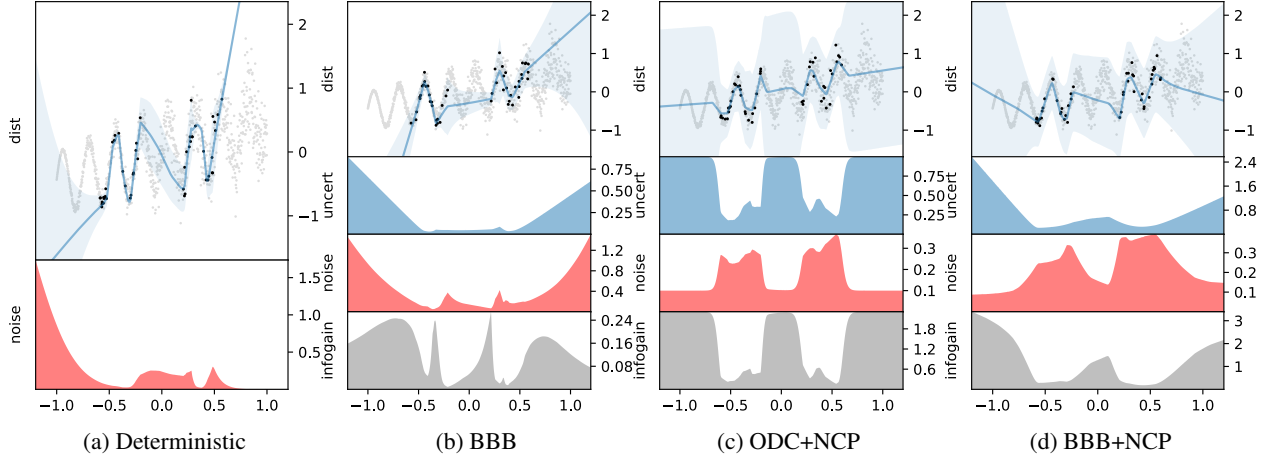 2
1
0
−1
dist
1.5
1.0
0.5
noise
−1.0 −0.5 0.0 0.5 1.0
(a) Deterministic
2
1
0
−1
dist
0.75
0.50
0.25
uncert
1.2
0.8
0.4
noise
0.24
0.16
0.08
infogain
−1.0 −0.5 0.0 0.5 1.0
(b) BBB
2
1
0
−1
dist
0.75
0.50
0.25
uncert
0.3
0.2
0.1
noise
1.8
1.2
0.6
infogain
−1.0 −0.5 0.0 0.5 1.0
(c) ODC+NCP
2
1
0
−1
dist
2.4
1.6
0.8
uncert
0.3
0.2
0.1
noise
3
2
1
infogain
−1.0 −0.5 0.0 0.5 1.0
(d) BBB+NCP